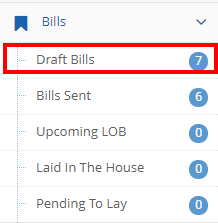 Bills
Draft Bills 7
Bills Sent 6
Upcoming LOB 0
Laid In The House 0
Pending To Lay 0